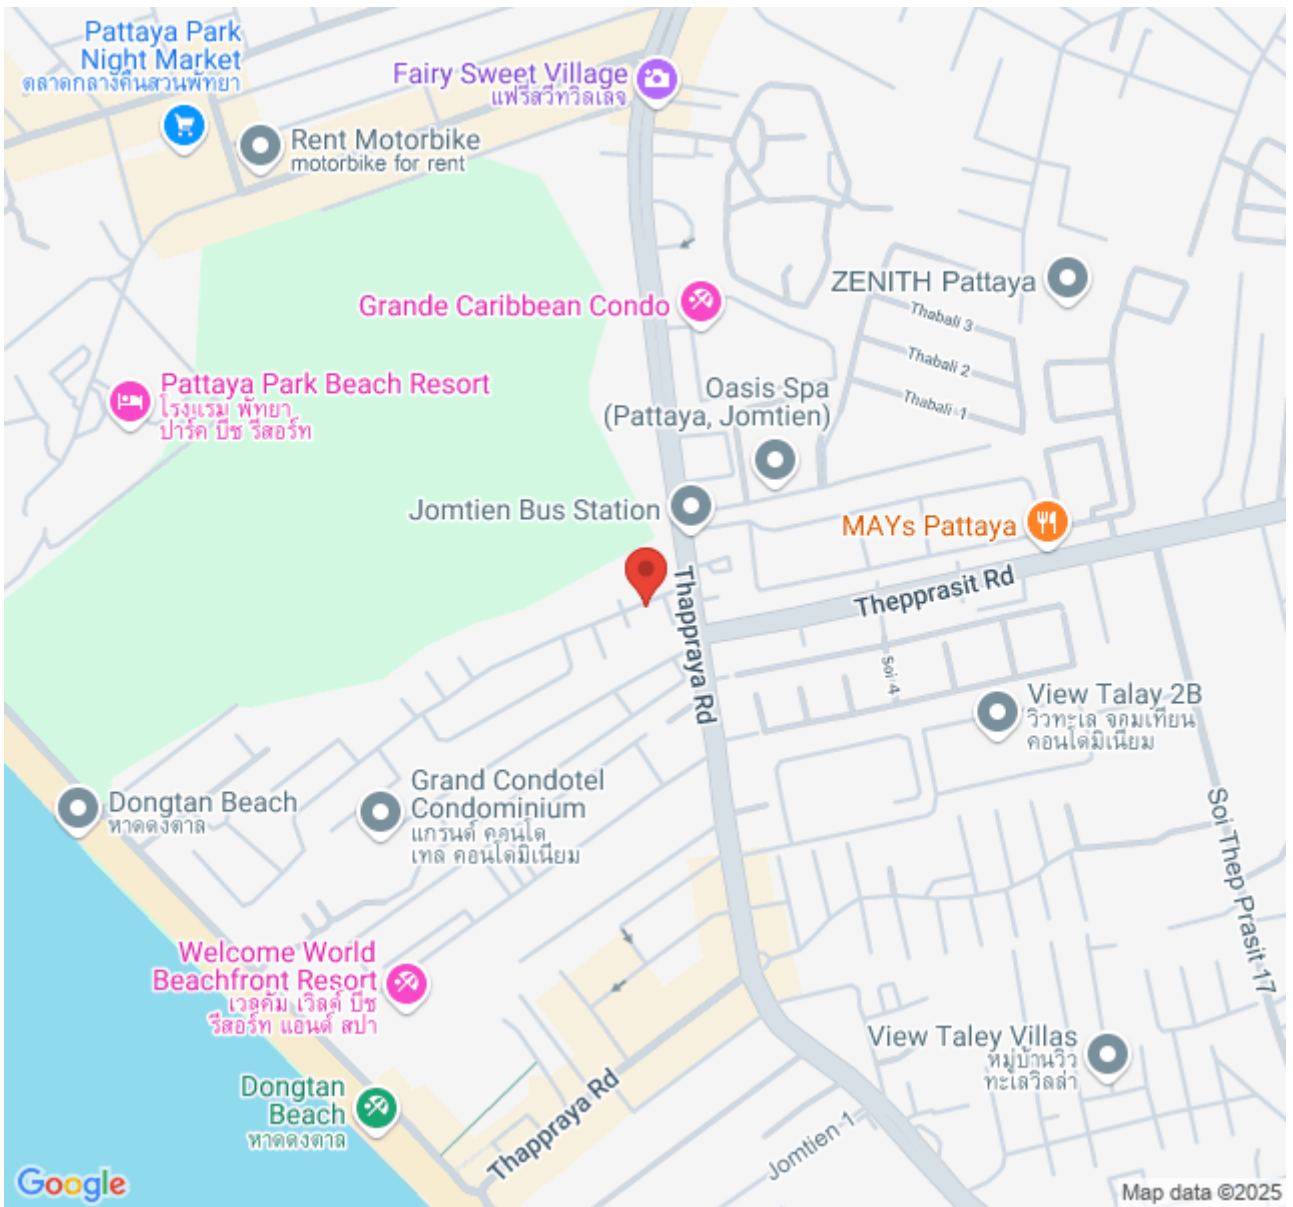 Pattaya Park
Night Market
ตลาดกลางคืนสวนพัทยา
Fairy Sweet Village
แฟรีสวีทวิลเลจ
Rent Motorbike
motorbike for rent
ZENITH Pattaya
Grande Caribbean Condo
Thabali 3
Thabali 2
Thabali 1
Pattaya Park Beach Resort
โรงแรม พัทยา
ปาร์ค บีช รีสอร์ท
Oasis Spa
(Pattaya, Jomtien)
Jomtien Bus Station
MAYs Pattaya
Thepprasit Rd
Thappraya Rd
Soi 4
View Talay 2B
วิวทะเล จอมเทียน
คอนโดมิเนียม
Grand Condotel
Condominium
แกรนด์ คอนโด
เทล คอนโดมิเนียม
Dongtan Beach
หาดดงตาล
Soi Thep Prasit 17
Welcome World
Beachfront Resort
เวลคัม เวิลด์ บีช
รีสอร์ท แอนด์ สปา
View Taley Villas
หมู่บ้านวิว
ทะเลวิลล่า
Dongtan
Beach
หาดดงตาล
Thappraya Rd
Jomtien 1
Google
Map data ©2025